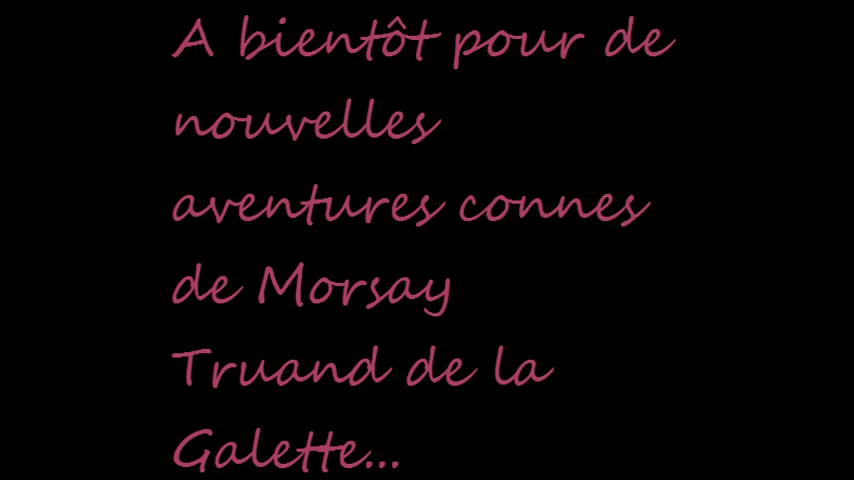 A bientôt pour de
nouvelles
aventures connes
de Morsay
Truand de la
Galette...